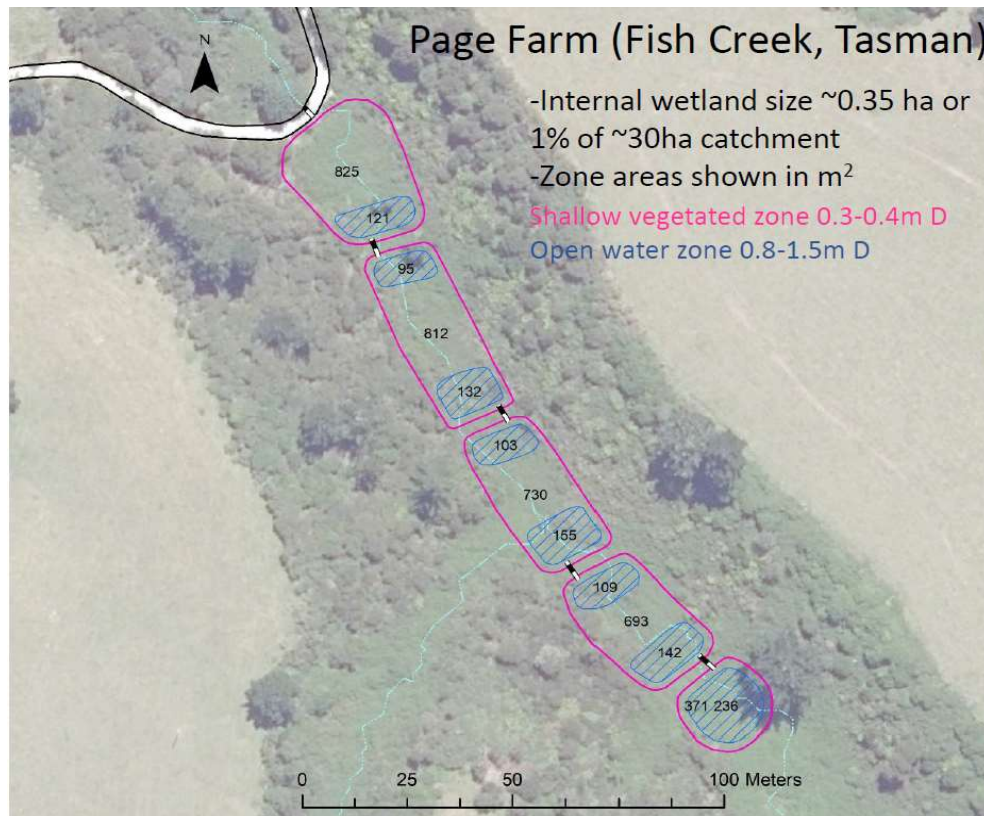 Page Farm (Fish Creek, Tasman)
N
-Internal wetland size ~0.35 ha or
1% of ~30ha catchment
-Zone areas shown in m²
Shallow vegetated zone 0.3-0.4m D
Open water zone 0.8-1.5m D
825
121
95
812
132
103
730
155
109
693
142
371 236
0 25 50 100 Meters